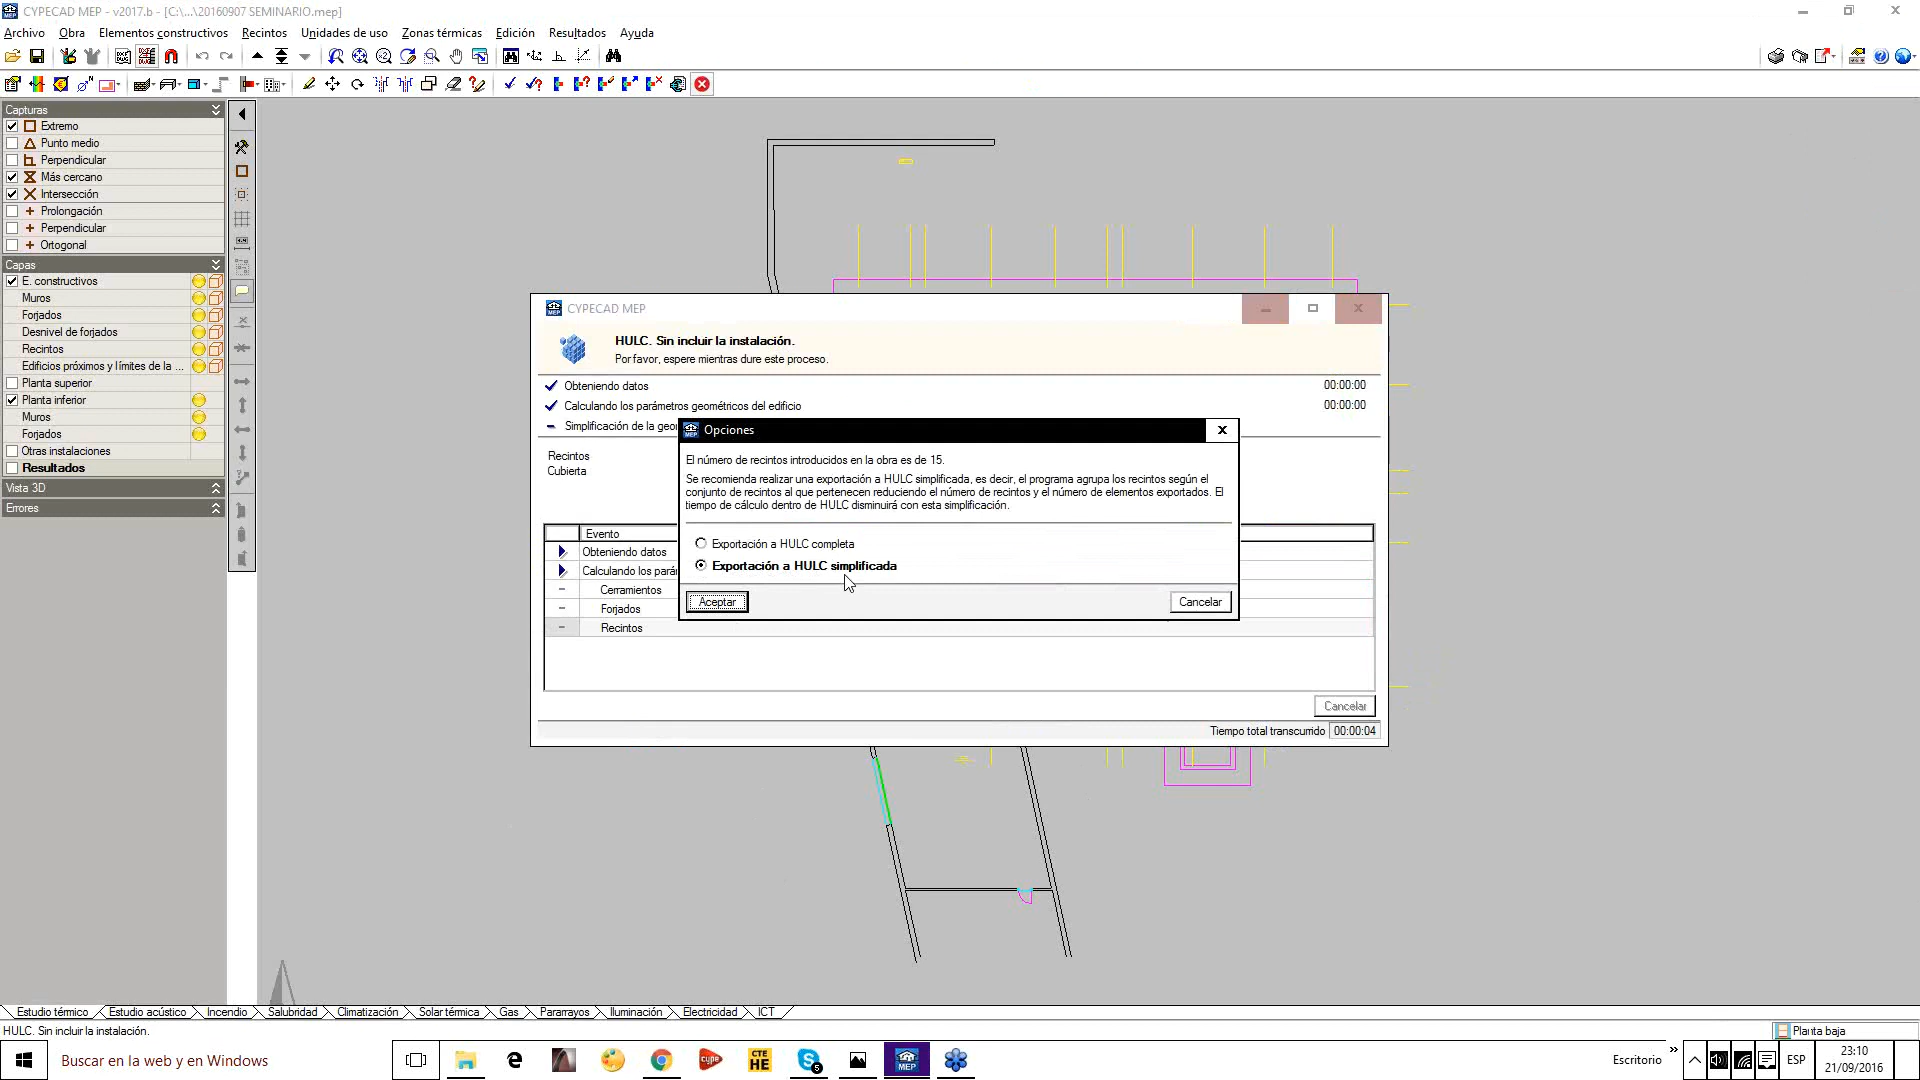 CYPECAD MEP - v2017.b - [C:\...\20160907 SEMINARIO.mep]
Archivo Obra Elementos constructivos Recintos Unidades de uso Zonas térmicas Edición Resultados Ayuda
Capturas
Extremo
Punto medio
Perpendicular
Más cercano
Intersección
Prolongación
Perpendicular
Ortogonal
Capas
E. constructivos
Muros
Forjados
Desnivel de forjados
Recintos
Edificios próximos y límites de la ...
Planta superior
Planta inferior
Muros
Forjados
Otras instalaciones
Resultados
Vista 3D
Errores
CYPECAD MEP
HULC. Sin incluir la instalación.
Por favor, espere mientras dure este proceso.
Obteniendo datos 00:00:00
Calculando los parámetros geométricos del edificio 00:00:00
Simplificación de la geo
Recintos
Cubierta
Evento
Obteniendo datos
Calculando los pará
Cerramientos
Forjados
Recintos
Cancelar
Tiempo total transcurrido 00:00:04
Opciones
El número de recintos introducidos en la obra es de 15.
Se recomienda realizar una exportación a HULC simplificada, es decir, el programa agrupa los recintos según el
conjunto de recintos al que pertenecen reduciendo el número de recintos y el número de elementos exportados. El
tiempo de cálculo dentro de HULC disminuirá con esta simplificación.
Exportación a HULC completa
Exportación a HULC simplificada
Aceptar Cancelar
Estudio térmico Estudio acústico Incendio Salubridad Climatización Solar térmica Gas Pararrayos Iluminación Electricidad ICT
HULC. Sin incluir la instalación. Planta baja
Buscar en la web y en Windows
cype
CTE
HE
5
MEP
Escritorio
ESP
23:10
21/09/2016